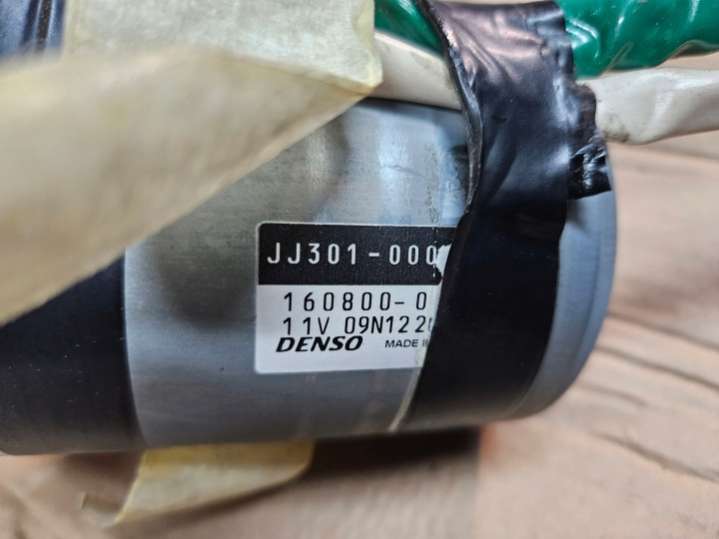 JJ301-000
160800-0
11V 09N122
DENSO MADE I